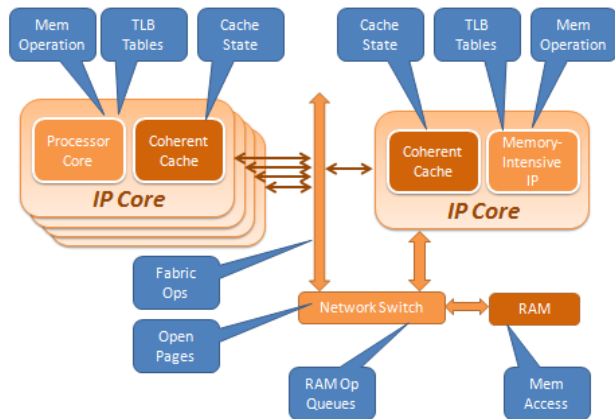 Mem
Operation
TLB
Tables
Cache
State
Cache
State
TLB
Tables
Mem
Operation
Processor
Core
Coherent
Cache
IP Core
Coherent
Cache
Memory-
Intensive
IP
IP Core
Fabric
Ops
Network Switch
RAM
Open
Pages
RAM Op
Queues
Mem
Access